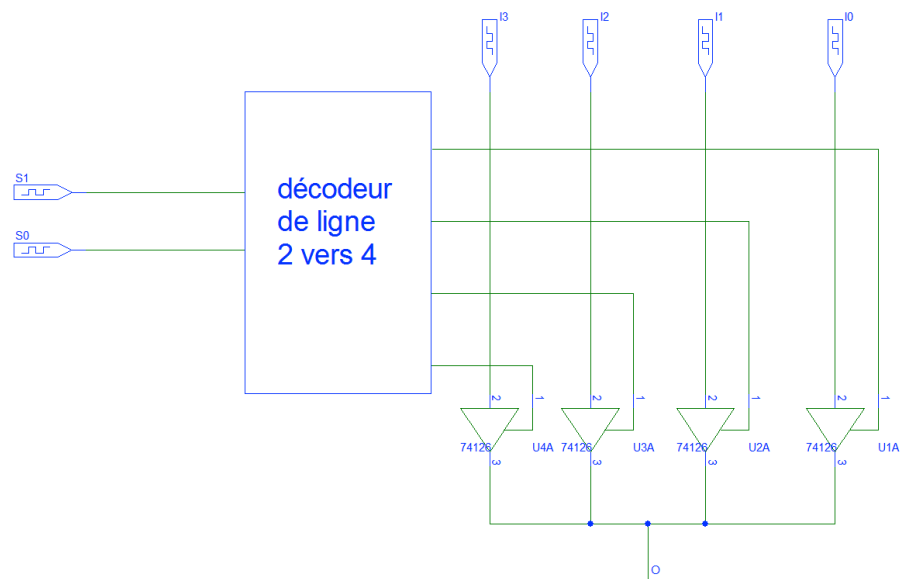 I3
I2
I1
I0
S1
S0
décodeur
de ligne
2 vers 4
2
1
2
1
2
1
2
1
74126
U4A
74126
U3A
74126
U2A
74126
U1A
3
3
3
3
O